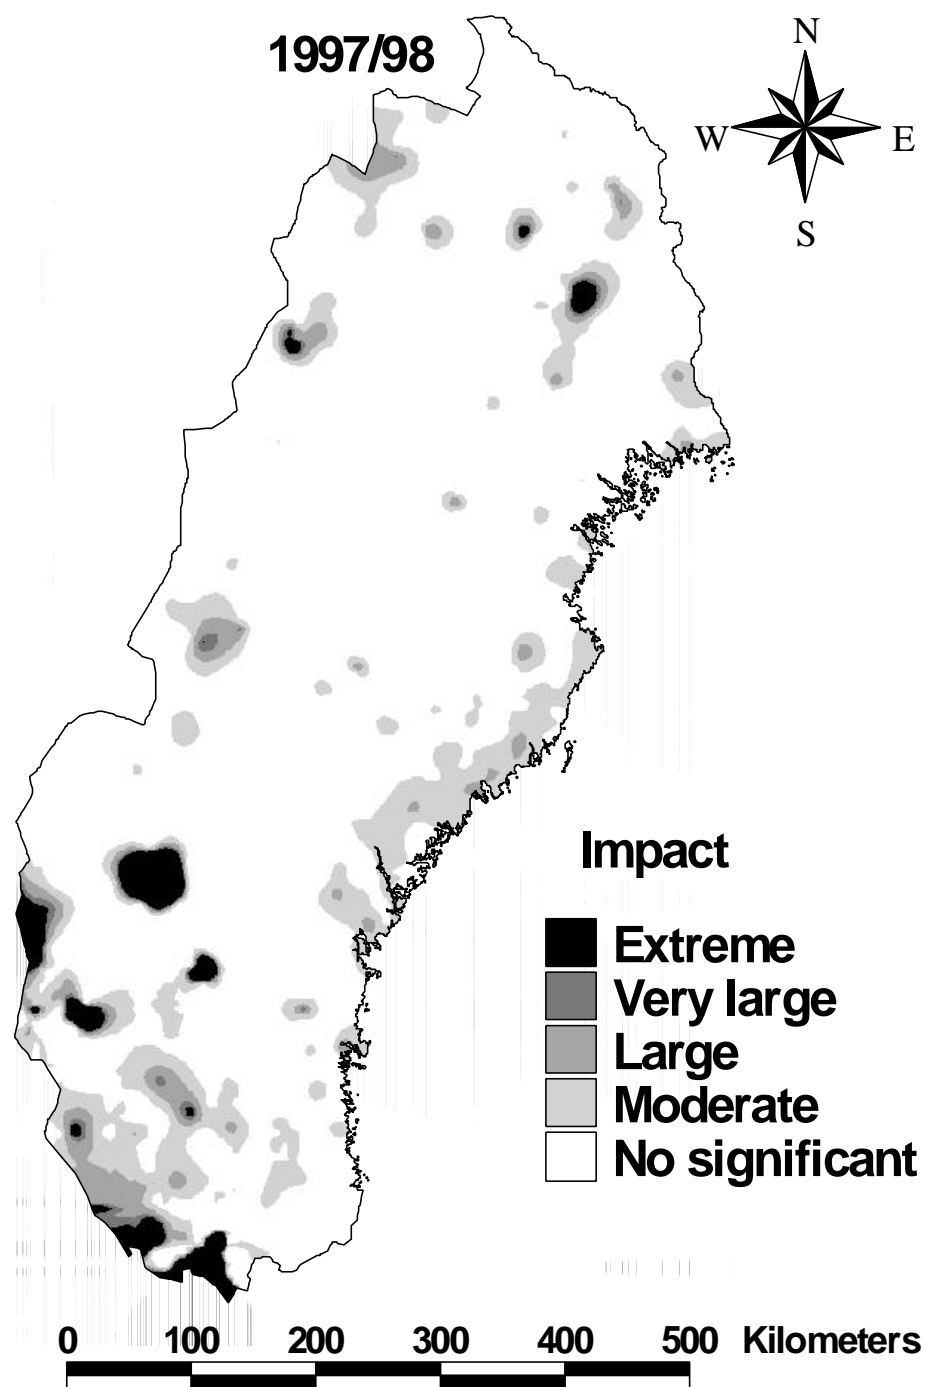 1997/98
N
W E
S
Impact
Extreme
Very large
Large
Moderate
No significant
0 100 200 300 400 500 Kilometers